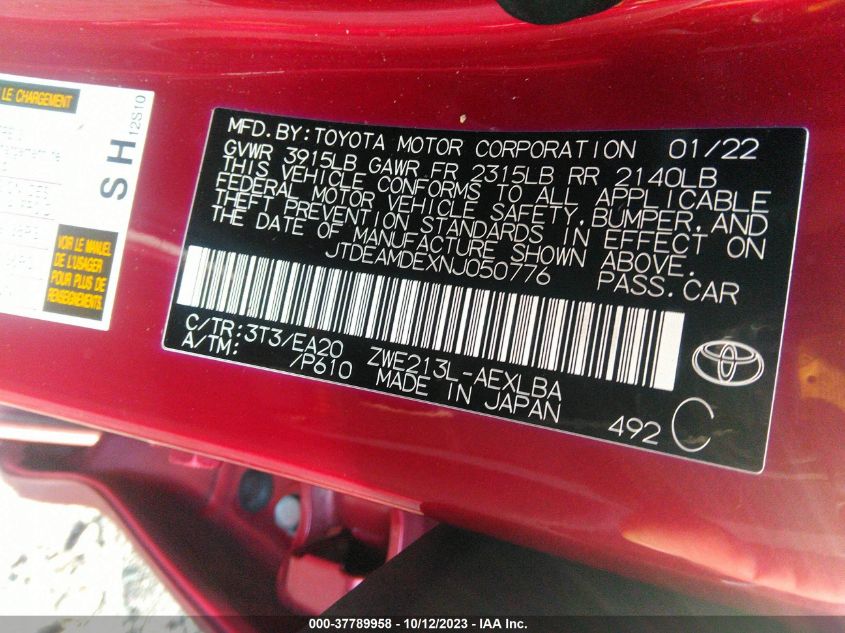 LE CHARGEMENT
SH
12S10
VOIR LE MANUEL
DE L'USAGER
POUR PLUS DE
RENSEIGNEMENTS.
MFD.BY: TOYOTA MOTOR CORPORATION 01/22
GVWR 3915LB GAWR FR 2315LB RR 2140LB
THIS VEHICLE CONFORMS TO ALL APPLICABLE
FEDERAL MOTOR VEHICLE SAFETY,BUMPER,AND
THEFT PREVENTION STANDARDS IN EFFECT ON
THE DATE OF MANUFACTURE SHOWN ABOVE.
JTDEAMDEXNJ050776 PASS.CAR
C/TR:3T3/EA20 ZWE213L-AEXLBA
A/TM: /P610 MADE IN JAPAN
492 C
000-37789958 - 10/12/2023 - IAA Inc.